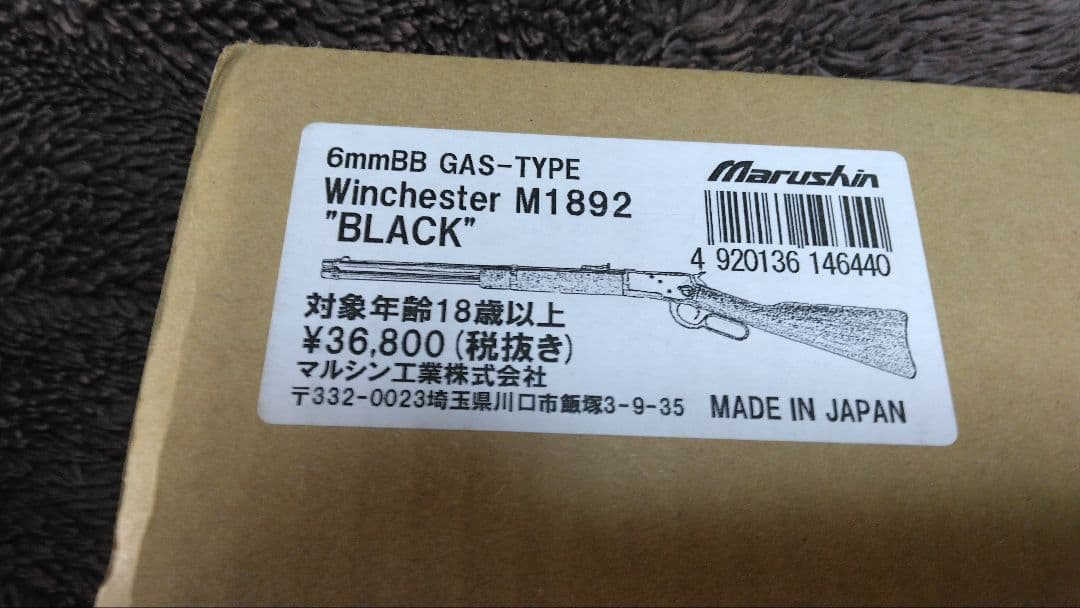 6mmBB GAS-TYPE
Winchester M1892
"BLACK"
Marushin
4 920136 146440
対象年齢18歳以上
¥36,800(税抜き)
マルシン工業株式会社
〒332-0023埼玉県川口市飯塚3-9-35 MADE IN JAPAN